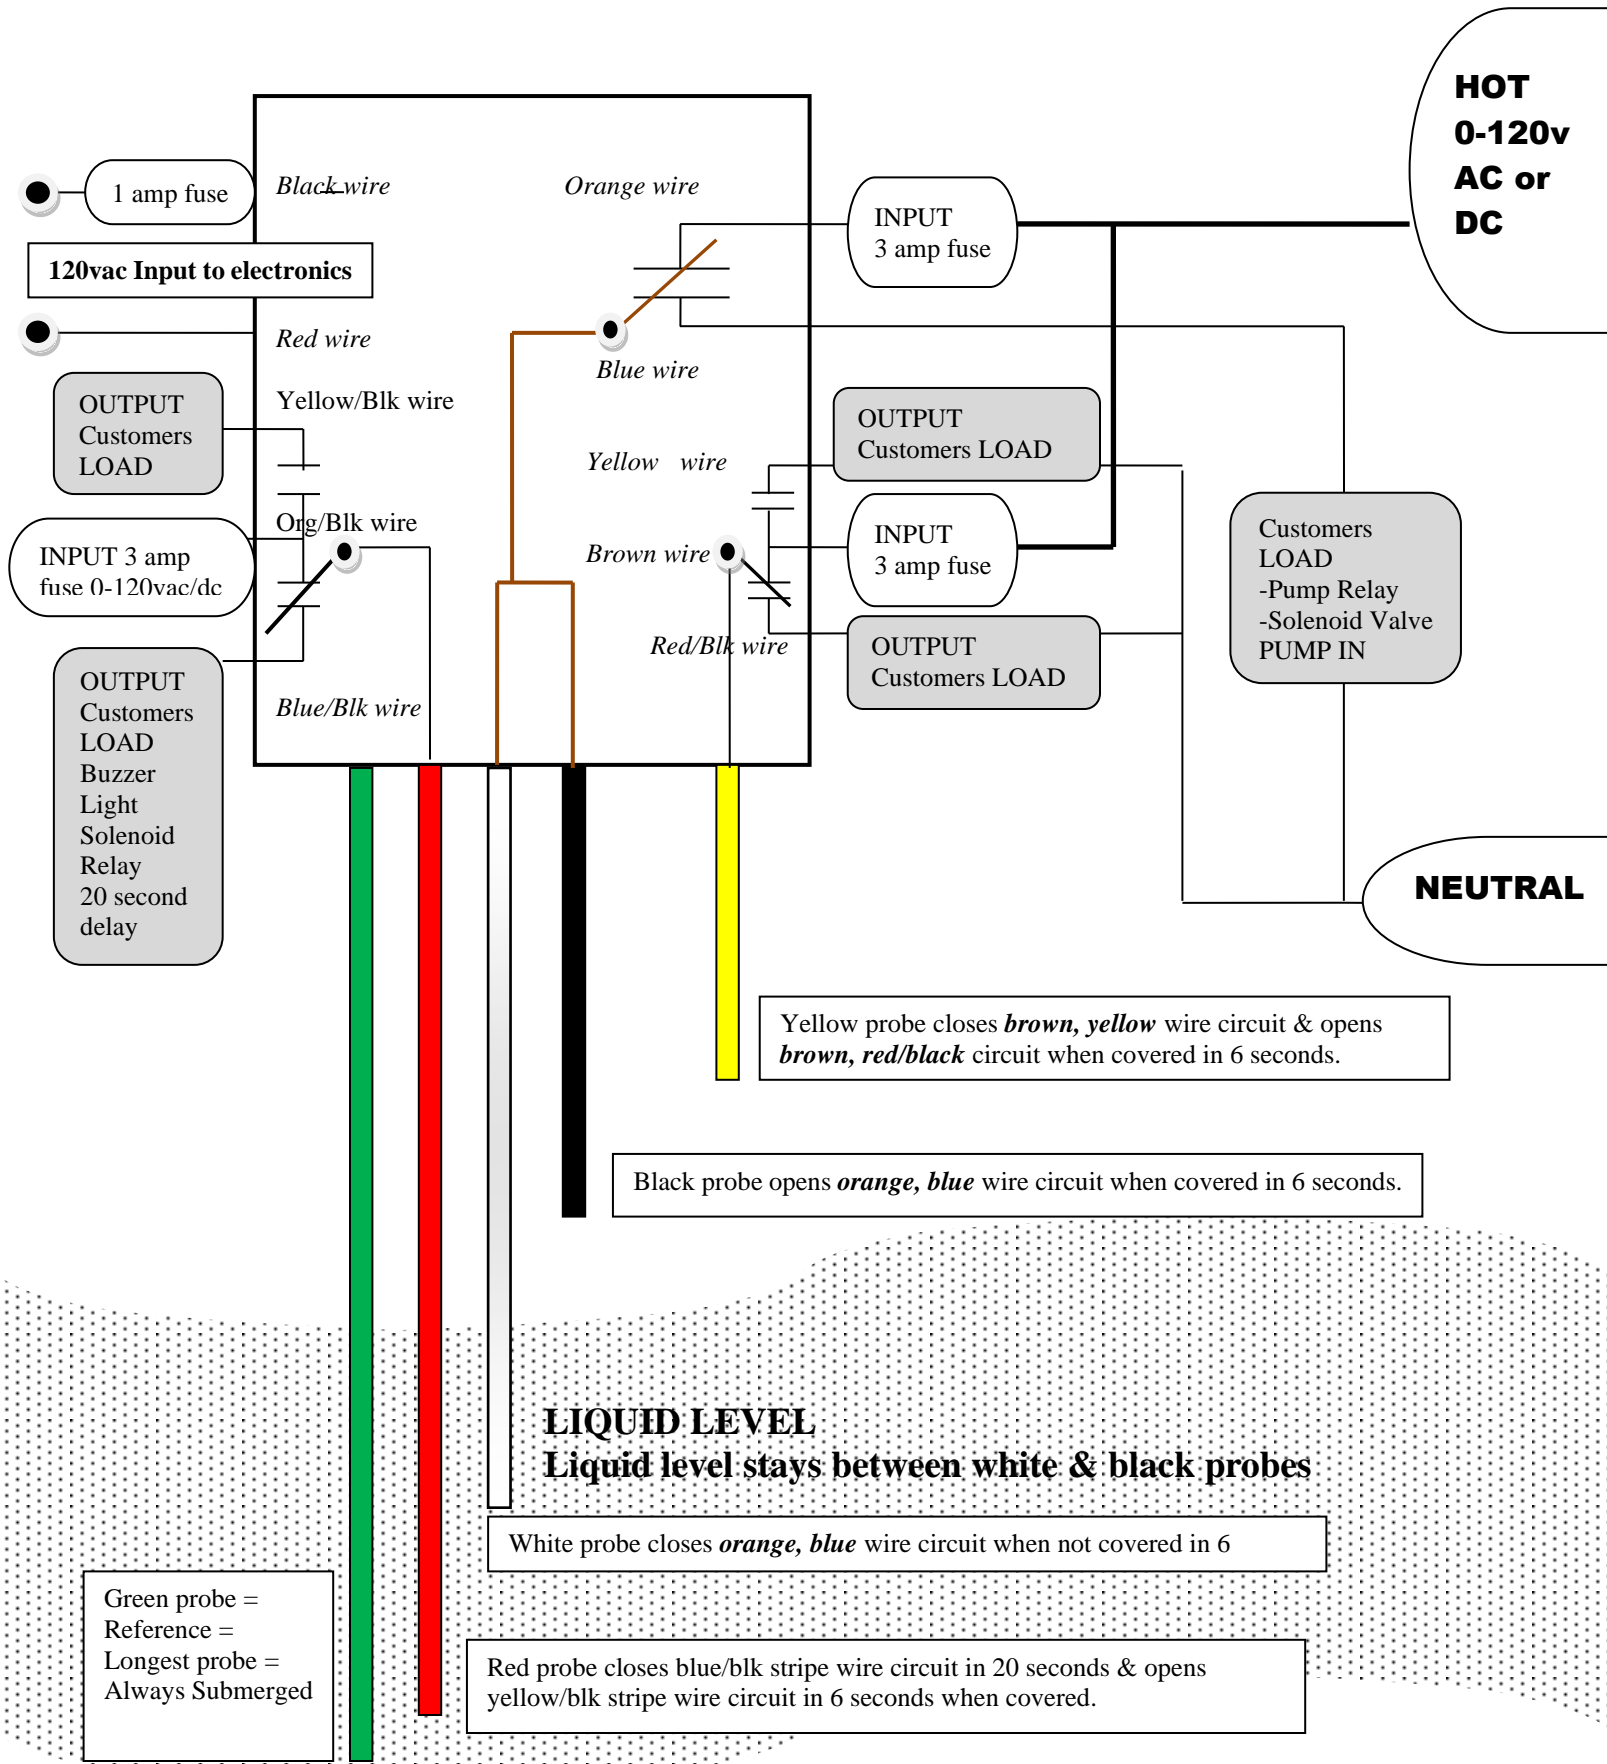 HOT
0-120v
AC or
DC
1 amp fuse
Black wire
Orange wire
INPUT
3 amp fuse
120vac Input to electronics
Red wire
Blue wire
OUTPUT
Customers
LOAD
Yellow/Blk wire
OUTPUT
Customers LOAD
Yellow wire
Org/Blk wire
INPUT 3 amp
fuse 0-120vac/dc
Brown wire
INPUT
3 amp fuse
Customers
LOAD
-Pump Relay
-Solenoid Valve
PUMP IN
Red/Blk wire
OUTPUT
Customers LOAD
OUTPUT
Customers
LOAD
Buzzer
Light
Solenoid
Relay
20 second
delay
Blue/Blk wire
NEUTRAL
Yellow probe closes brown, yellow wire circuit & opens
brown, red/black circuit when covered in 6 seconds.
Black probe opens orange, blue wire circuit when covered in 6 seconds.
LIQUID LEVEL
Liquid level stays between white & black probes
White probe closes orange, blue wire circuit when not covered in 6
Green probe =
Reference =
Longest probe =
Always Submerged
Red probe closes blue/blk stripe wire circuit in 20 seconds & opens
yellow/blk stripe wire circuit in 6 seconds when covered.